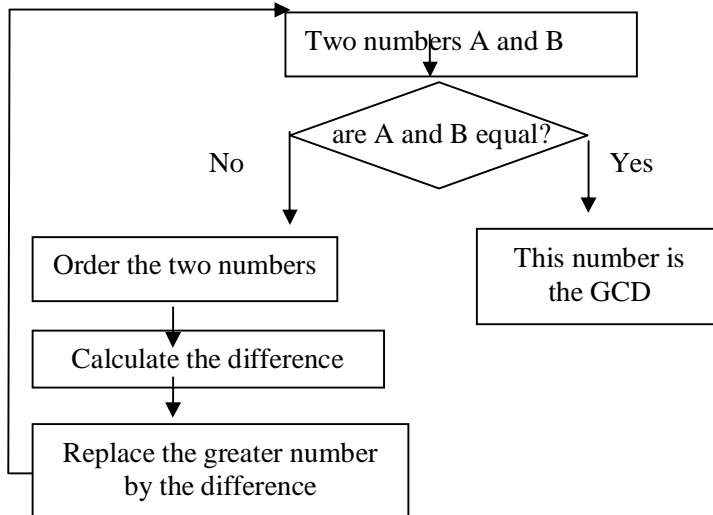 Two numbers A and B
are A and B equal?
No
Yes
Order the two numbers
This number is
the GCD
Calculate the difference
Replace the greater number
by the difference